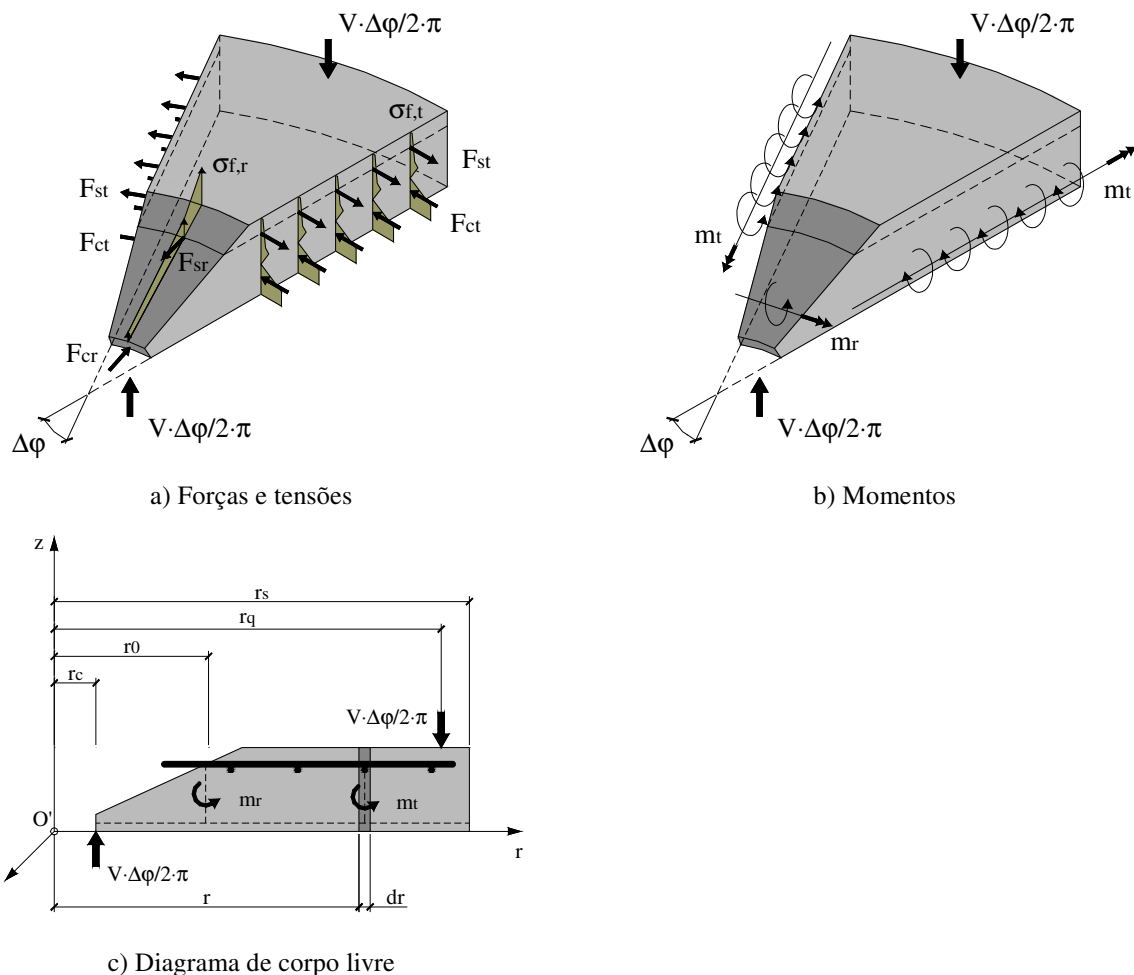 V·Δφ/2·π
σf,t
Fst
σf,r
Fst
Fct
Fct
Fsr
Fcr
V·Δφ/2·π
Δφ
a) Forças e tensões
V·Δφ/2·π
mt
mt
mr
V·Δφ/2·π
Δφ
b) Momentos
z
rs
rq
r0
rc
V·Δφ/2·π
mr
mt
O'
r
V·Δφ/2·π
r
dr
c) Diagrama de corpo livre